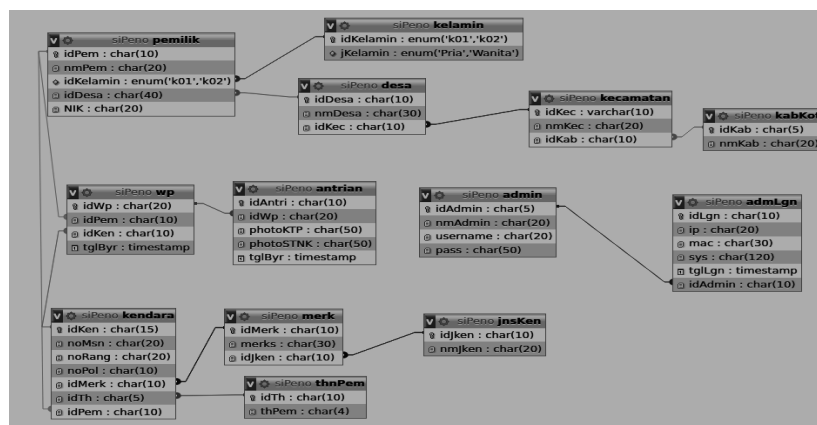 siPeno pemilik
idPem : char(10)
nmPem : char(20)
idKelamin : enum('k01','k02')
idDesa : char(40)
NIK : char(20)
siPeno kelamin
idKelamin : enum('k01','k02')
jKelamin : enum('Pria','Wanita')
siPeno desa
idDesa : char(10)
nmDesa : char(30)
idKec : char(10)
siPeno kecamatan
idKec : varchar(10)
nmKec : char(20)
idKab : char(10)
siPeno kabKot
idKab : char(5)
nmKab : char(20)
siPeno wp
idWp : char(20)
idPem : char(10)
idKen : char(10)
tglByr : timestamp
siPeno antrian
idAntri : char(10)
idWp : char(20)
photoKTP : char(50)
photoSTNK : char(50)
tglByr : timestamp
siPeno admin
idAdmin : char(5)
nmAdmin : char(20)
username : char(20)
pass : char(50)
siPeno admLgn
idLgn : char(10)
ip : char(20)
mac : char(30)
sys : char(120)
tglLgn : timestamp
idAdmin : char(10)
siPeno kendara
idKen : char(15)
noMsn : char(20)
noRang : char(20)
noPol : char(10)
idMerk : char(10)
idTh : char(5)
idPem : char(10)
siPeno merk
idMerk : char(10)
merks : char(30)
idJken : char(10)
siPeno jnsKen
idJken : char(10)
nmJken : char(20)
siPeno thnPem
idTh : char(10)
thPem : char(4)